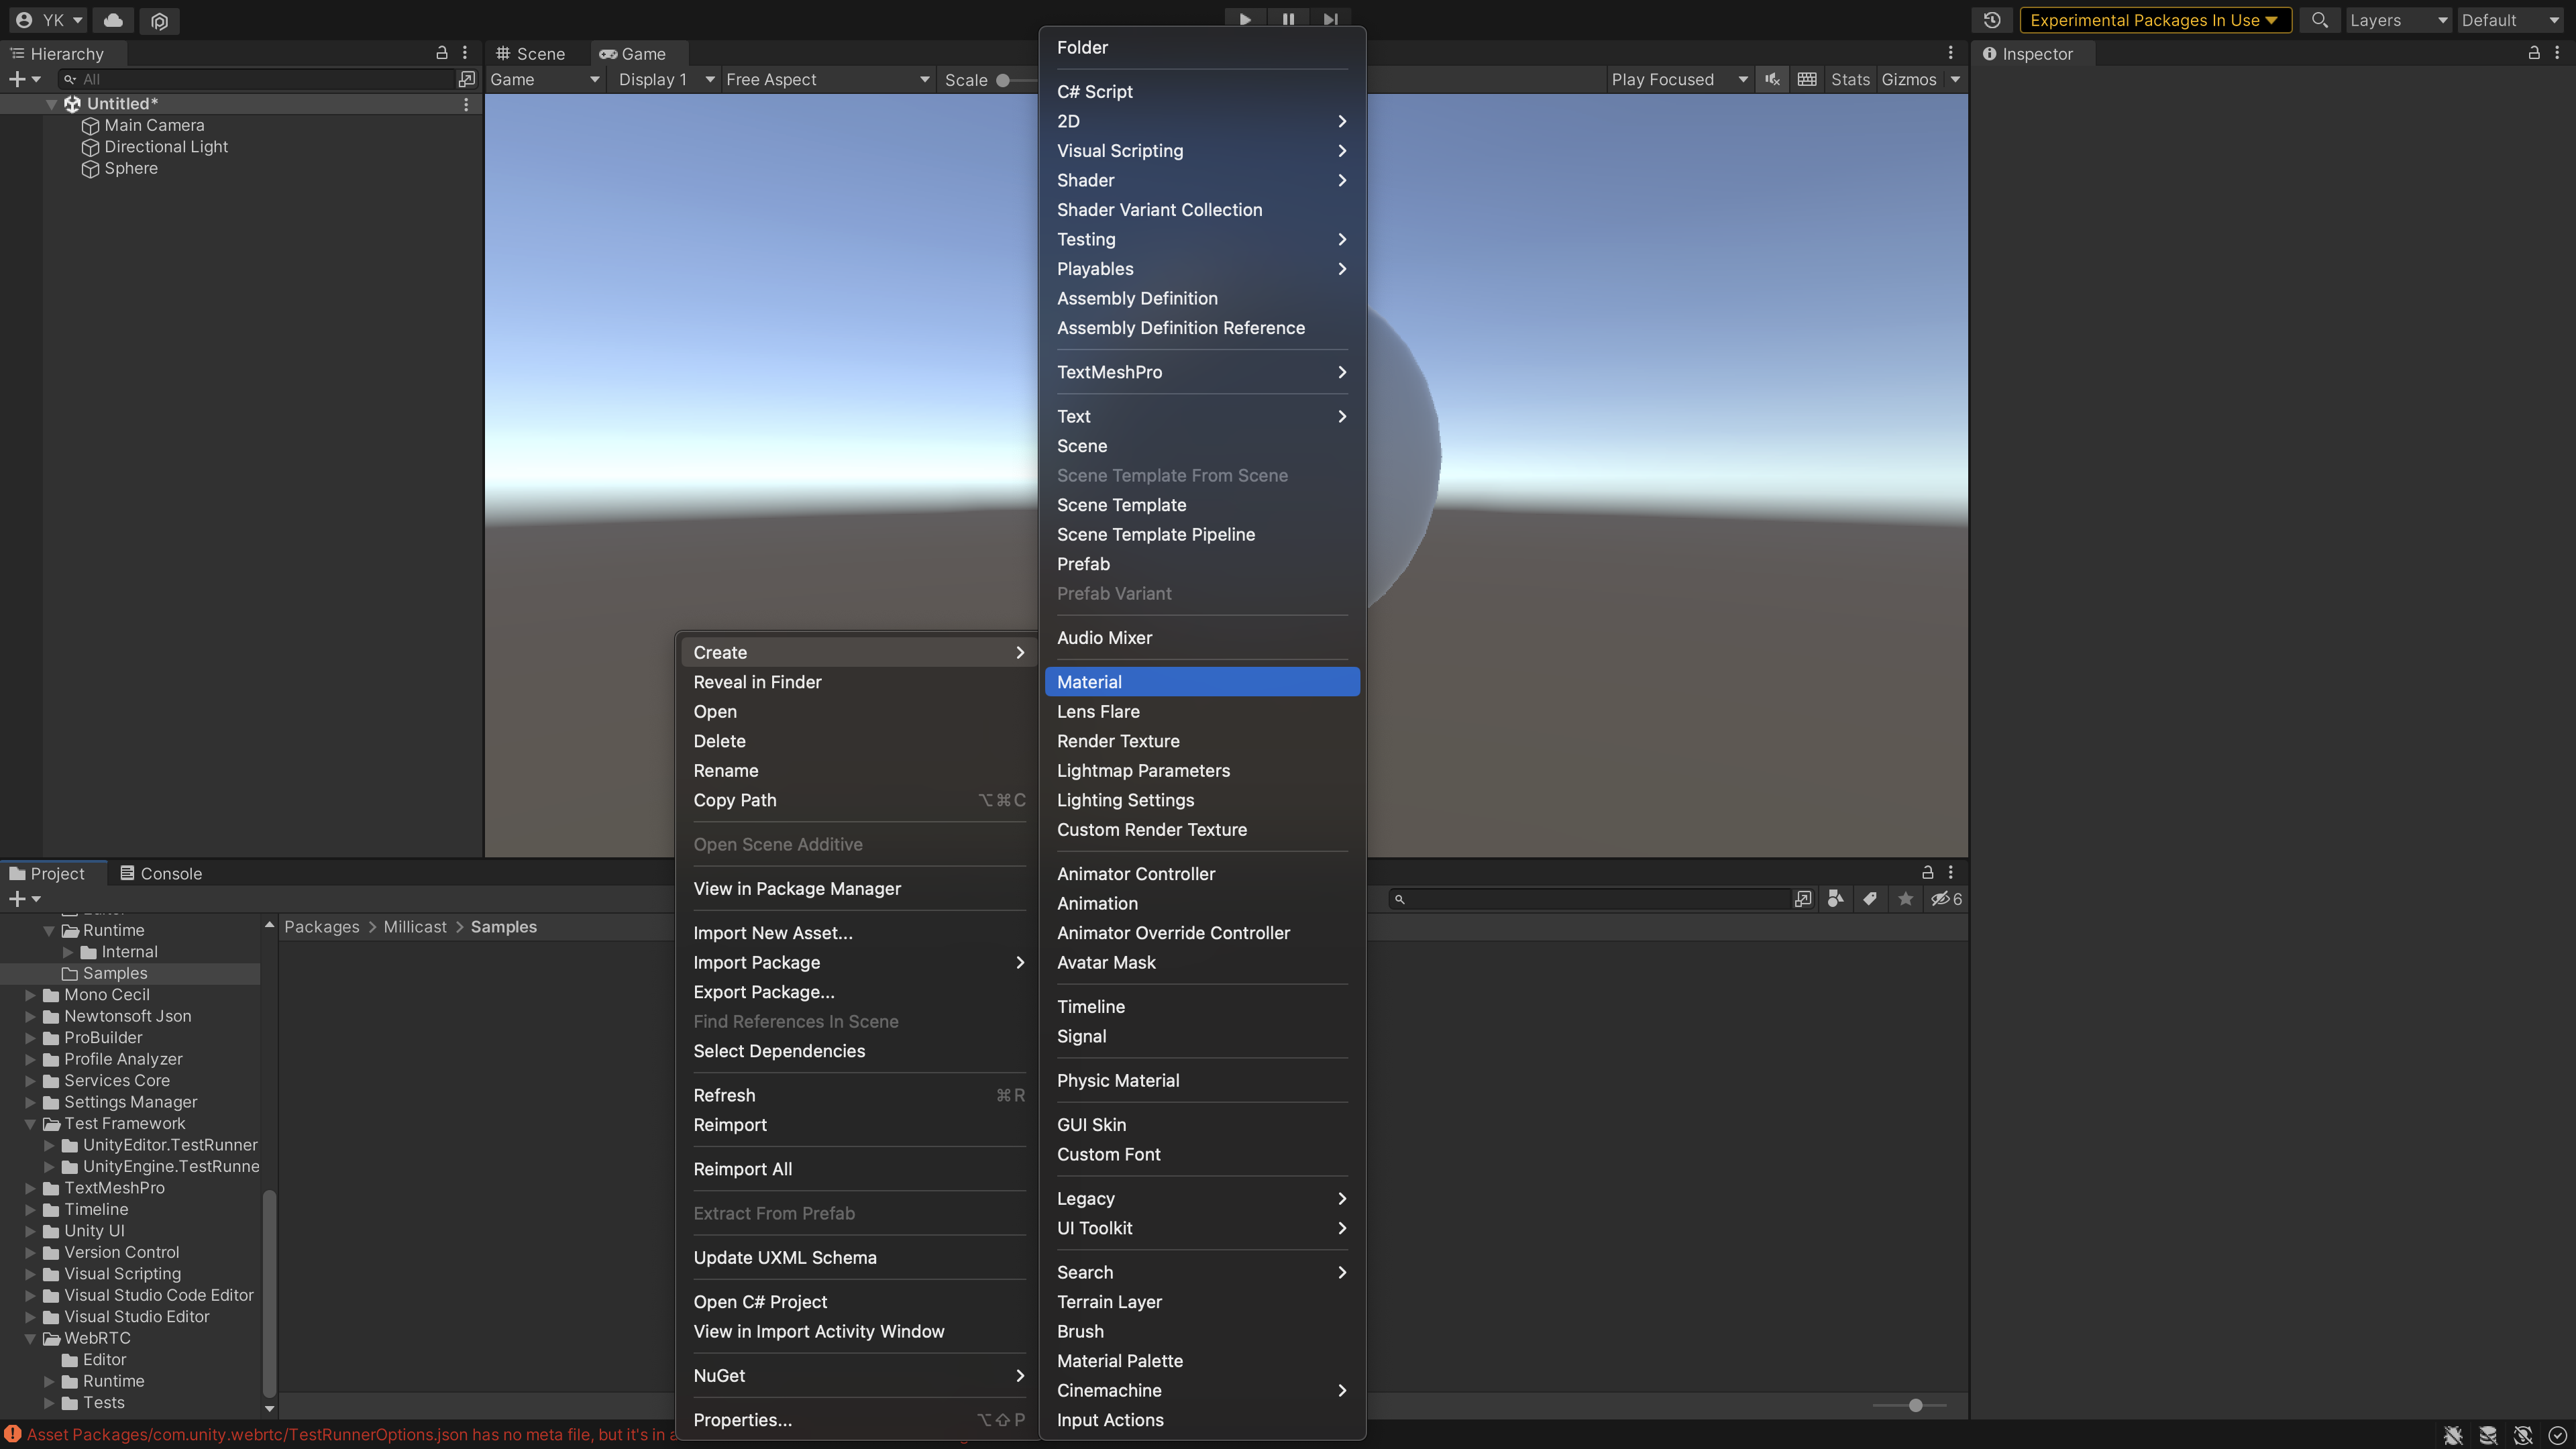 YK
Experimental Packages In Use
Layers
Default
Hierarchy
All
Untitled*
Main Camera
Directional Light
Sphere
Scene
Game
Game
Display 1
Free Aspect
Scale
Play Focused
Stats
Gizmos
Inspector
Folder
C# Script
2D
Visual Scripting
Shader
Shader Variant Collection
Testing
Playables
Assembly Definition
Assembly Definition Reference
TextMeshPro
Text
Scene
Scene Template From Scene
Scene Template
Scene Template Pipeline
Prefab
Prefab Variant
Audio Mixer
Material
Lens Flare
Render Texture
Lightmap Parameters
Lighting Settings
Custom Render Texture
Animator Controller
Animation
Animator Override Controller
Avatar Mask
Timeline
Signal
Physic Material
GUI Skin
Custom Font
Legacy
UI Toolkit
Search
Terrain Layer
Brush
Material Palette
Cinemachine
Input Actions
Create
Reveal in Finder
Open
Delete
Rename
Copy Path ⌥⌘C
Open Scene Additive
View in Package Manager
Import New Asset...
Import Package
Export Package...
Find References In Scene
Select Dependencies
Refresh ⌘R
Reimport
Reimport All
Extract From Prefab
Update UXML Schema
Open C# Project
View in Import Activity Window
NuGet
Properties... ⌥⇧P
Project
Console
6
Packages > Millicast > Samples
Runtime
Internal
Samples
Mono Cecil
Newtonsoft Json
ProBuilder
Profile Analyzer
Services Core
Settings Manager
Test Framework
UnityEditor.TestRunner
UnityEngine.TestRunne
TextMeshPro
Timeline
Unity UI
Version Control
Visual Scripting
Visual Studio Code Editor
Visual Studio Editor
WebRTC
Editor
Runtime
Tests
Asset Packages/com.unity.webrtc/TestRunnerOptions.json has no meta file, but it's in a